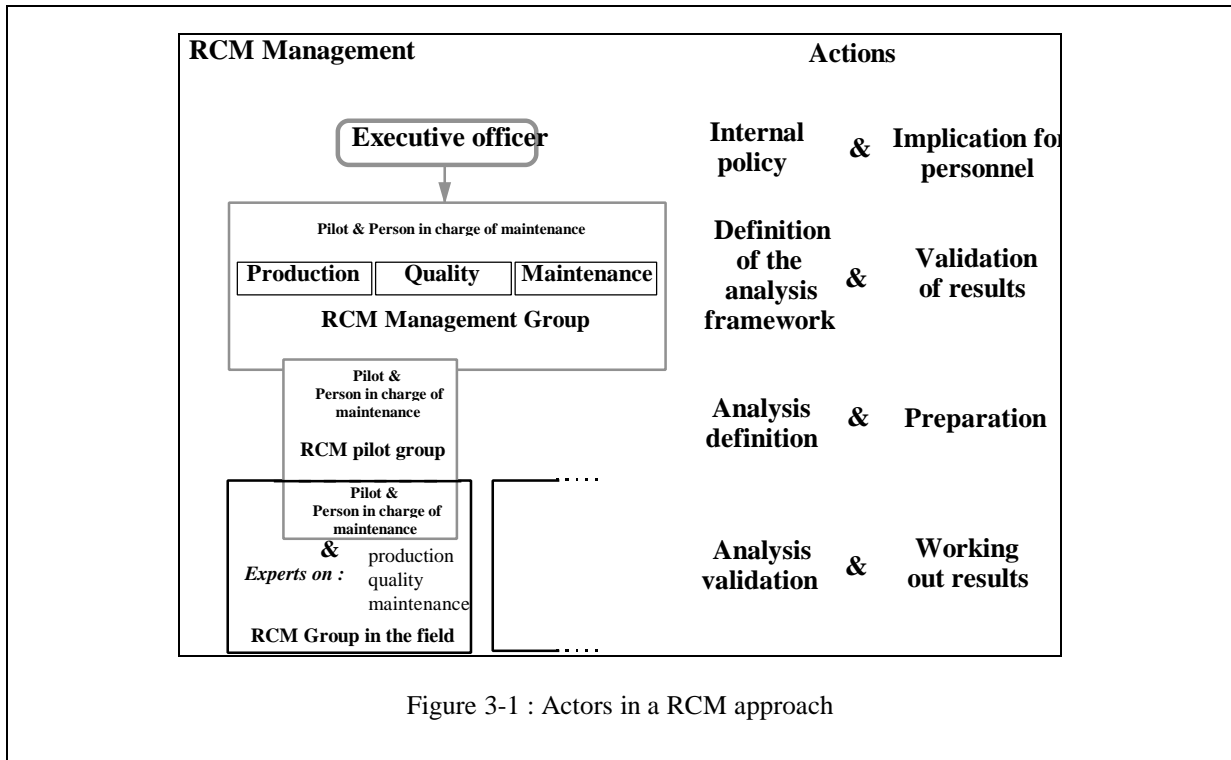 RCM Management
Actions
Executive officer
Internal
policy
&
Implication for
personnel
Pilot & Person in charge of maintenance
Production
Quality
Maintenance
RCM Management Group
Definition
of the
analysis
framework
&
Validation
of results
Pilot &
Person in charge of
maintenance
RCM pilot group
Analysis
definition
&
Preparation
Pilot &
Person in charge of
maintenance
&
Experts on :
production
quality
maintenance
RCM Group in the field
Analysis
validation
&
Working
out results
Figure 3-1 : Actors in a RCM approach